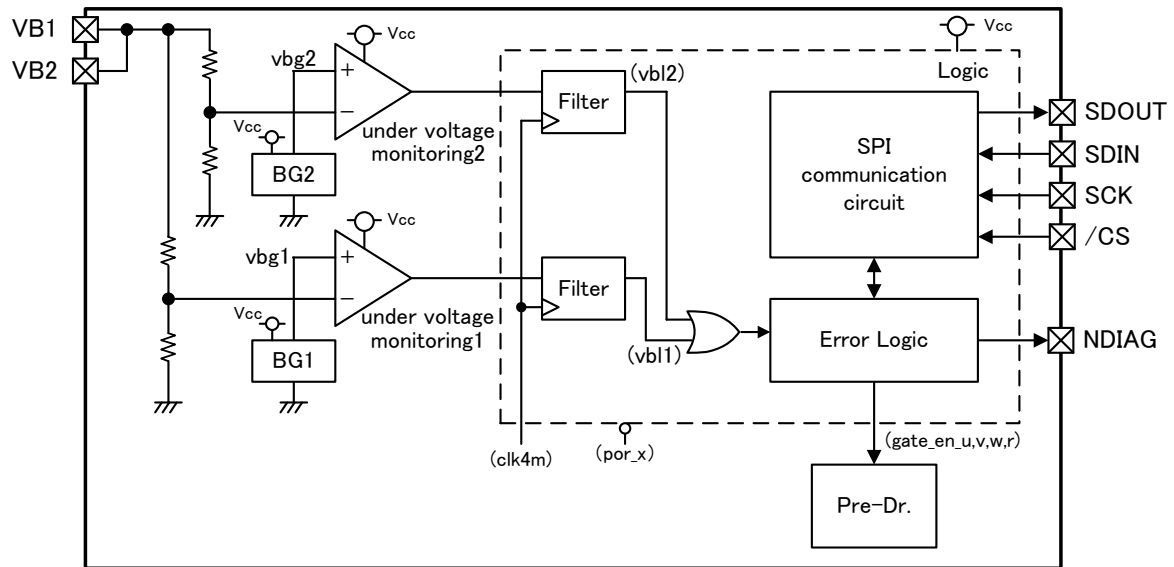 VB1
VB2
Vcc
vbg2
+
−
Vcc
BG2
under voltage
monitoring2
Vcc
vbg1
+
−
Vcc
BG1
under voltage
monitoring1
Vcc
Logic
(vbl2)
Filter
Filter
(vbl1)
SPI
communication
circuit
Error Logic
SDOUT
SDIN
SCK
/CS
NDIAG
(clk4m)
(por_x)
(gate_en_u,v,w,r)
Pre-Dr.